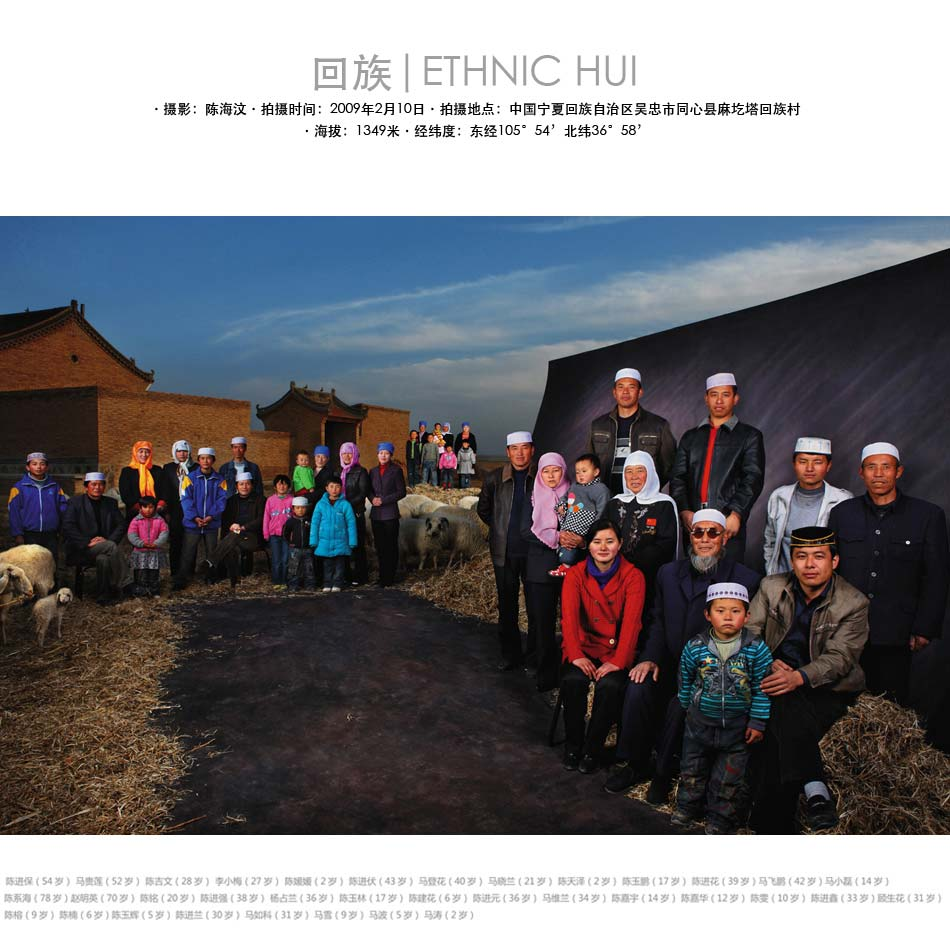 回族 | ETHNIC HUI
· 摄影：陈海汶 · 拍摄时间：2009年2月10日 · 拍摄地点：中国宁夏回族自治区吴忠市同心县麻圪塔回族村
· 海拔：1349米 · 经纬度：东经105° 54’ 北纬36° 58’
陈进保（54岁） 马贵莲（52岁） 陈吉文（28岁） 李小梅（27岁） 陈媛媛（2岁） 陈进伏（43岁） 马登花（40岁） 马晓兰（21岁） 陈天泽（2岁） 陈玉鹏（17岁） 陈进花（39岁）马飞鹏（42岁）马小磊（14岁）
陈系海（78岁）赵明英（70岁） 陈铭（20岁） 陈进强（38岁） 杨占兰（36岁） 陈玉林（17岁） 陈建花（6岁） 陈进元（36岁） 马维兰（34岁） 陈嘉宇（14岁） 陈嘉华（12岁） 陈雯（10岁） 陈进鑫（33岁）顾生花（31岁）
陈榕（9岁） 陈楠（6岁）陈玉辉（5岁） 陈进兰（30岁） 马如科（31岁） 马雪（9岁） 马波（5岁） 马涛（2岁）